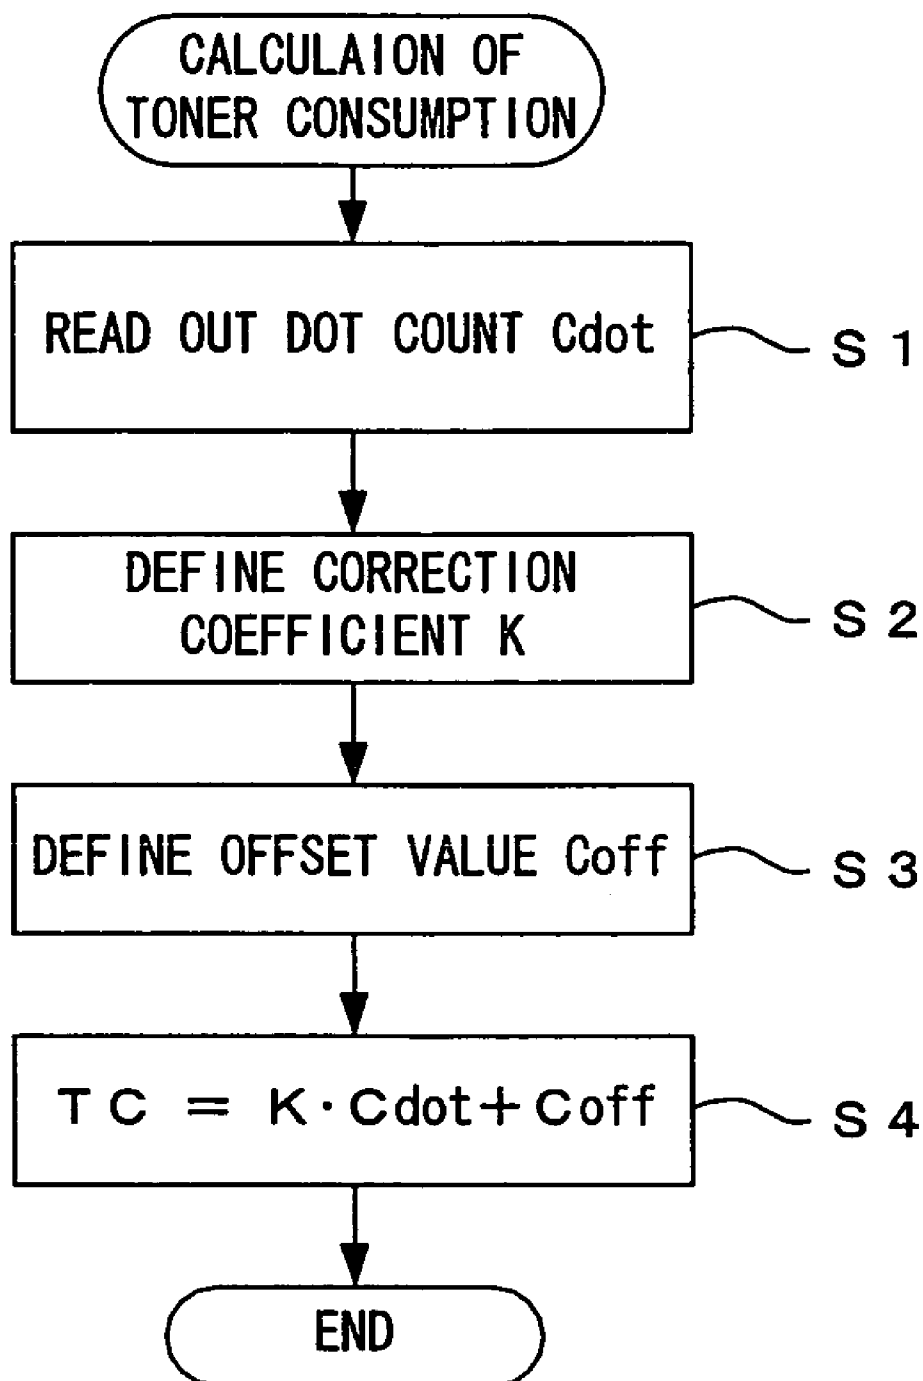 CALCULAION OF
TONER CONSUMPTION
READ OUT DOT COUNT Cdot
S 1
DEFINE CORRECTION
COEFFICIENT K
S 2
DEFINE OFFSET VALUE Coff
S 3
TC = K・Cdot+Coff
S 4
END